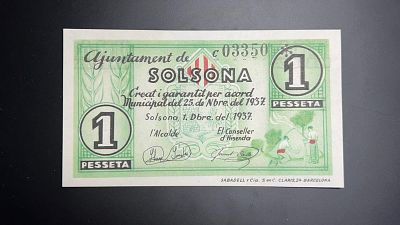 Ajuntament de C 03350
SOLSONA
Creat i garantit per acord
Municipal del 25 de Nbre. del 1937.
Solsona, 1. Dbre. del 1937.
l'Alcalde El Conseller
d'Hisenda
1
PESSETA
1
PESSETA
SABADELL y Cía. S en C. CLARIS, 24 BARCELONA